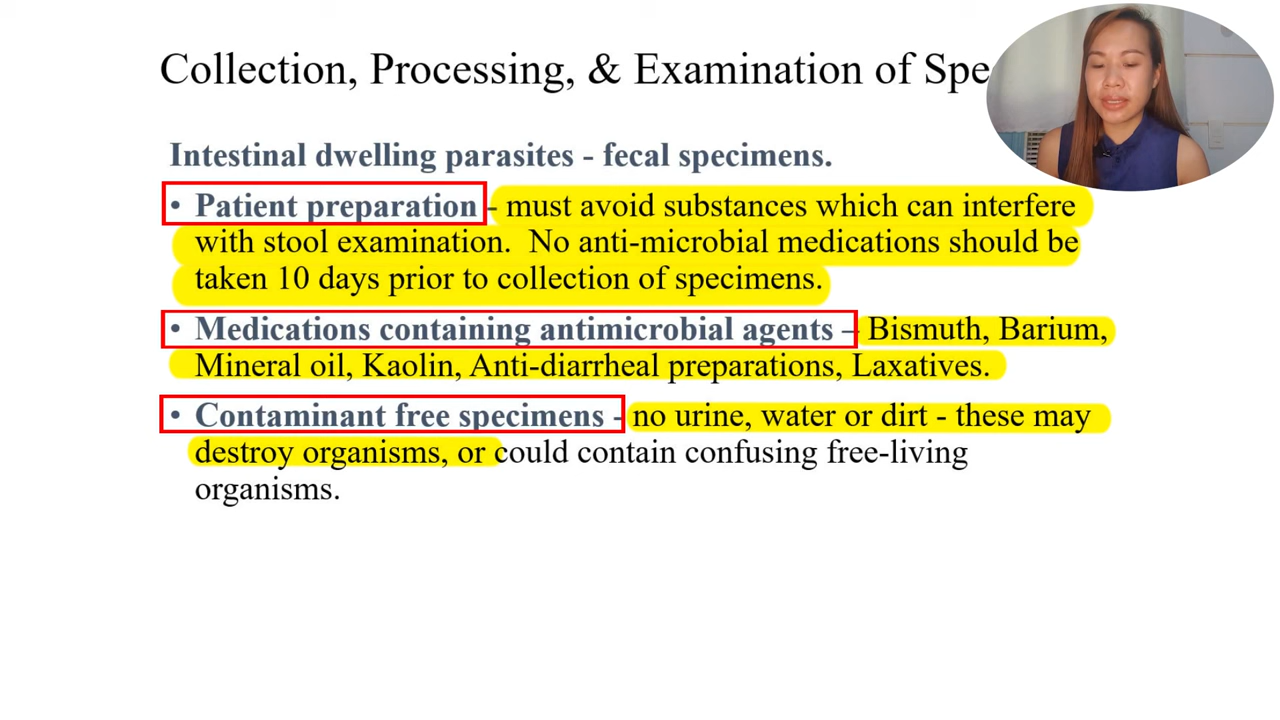 Collection, Processing, & Examination of
Intestinal dwelling parasites - fecal specimens.
• Patient preparation - must avoid substances which can interfere
with stool examination. No anti-microbial medications should be
taken 10 days prior to collection of specimens.
• Medications containing antimicrobial agents – Bismuth, Barium,
Mineral oil, Kaolin, Anti-diarrheal preparations, Laxatives.
• Contaminant free specimens - no urine, water or dirt - these may
destroy organisms, or could contain confusing free-living
organisms.